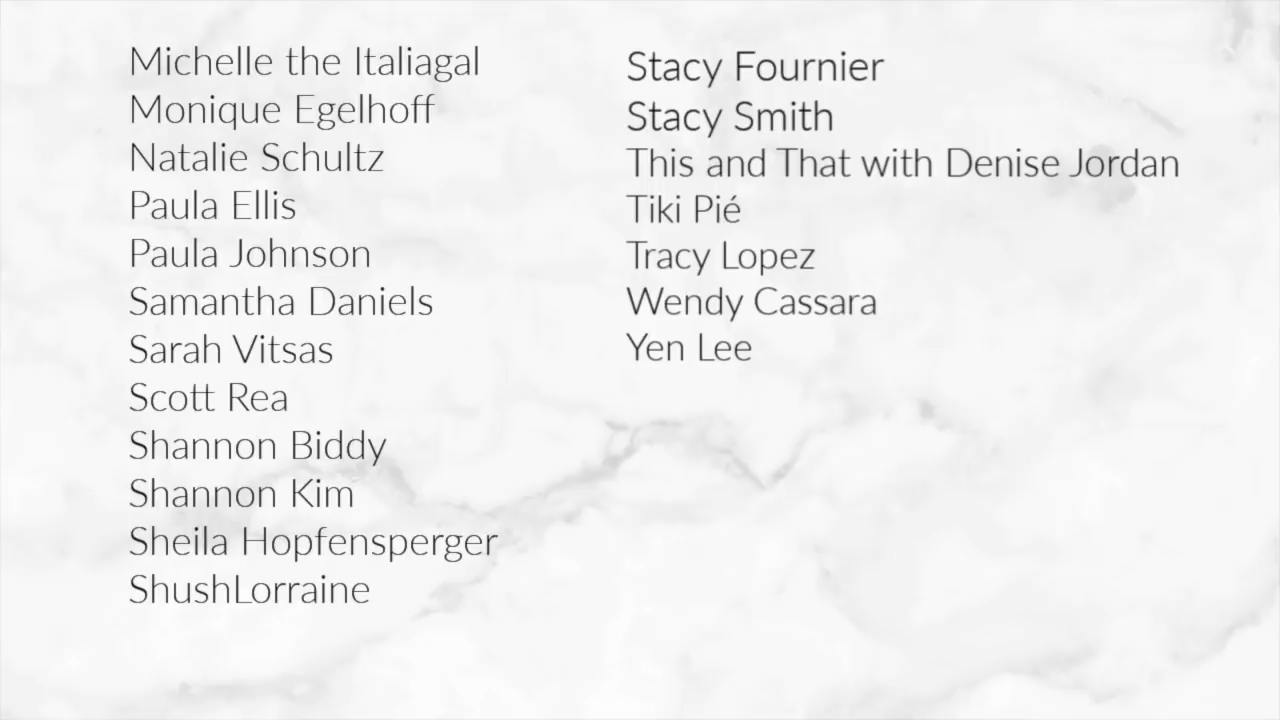 Michelle the Italiagal
Monique Egelhoff
Natalie Schultz
Paula Ellis
Paula Johnson
Samantha Daniels
Sarah Vitsas
Scott Rea
Shannon Biddy
Shannon Kim
Sheila Hopfensperger
ShushLorraine
Stacy Fournier
Stacy Smith
This and That with Denise Jordan
Tiki Pié
Tracy Lopez
Wendy Cassara
Yen Lee